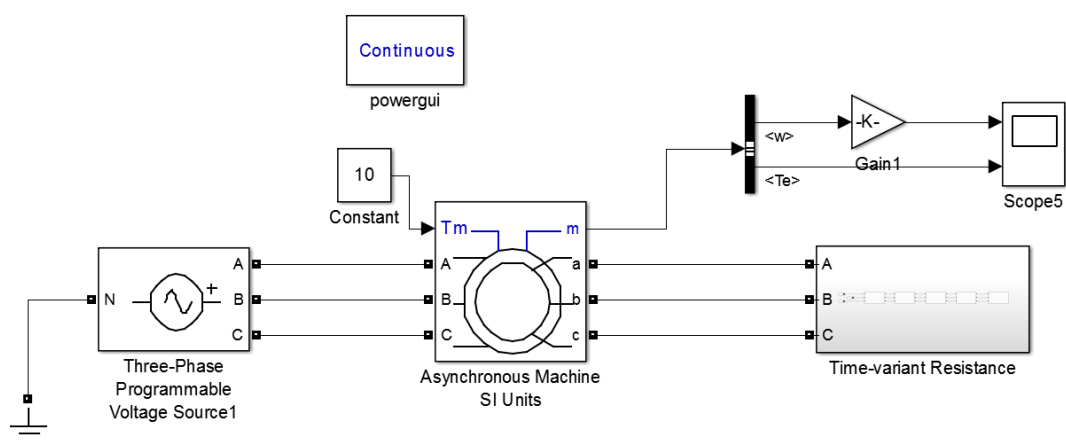 Continuous
powergui
<w>
-K-
Gain1
<Te>
Scope5
10
Constant
Tm
m
A
B
C
a
b
c
Asynchronous Machine
SI Units
N
+
A
B
C
Three-Phase
Programmable
Voltage Source1
A
B
C
Time-variant Resistance